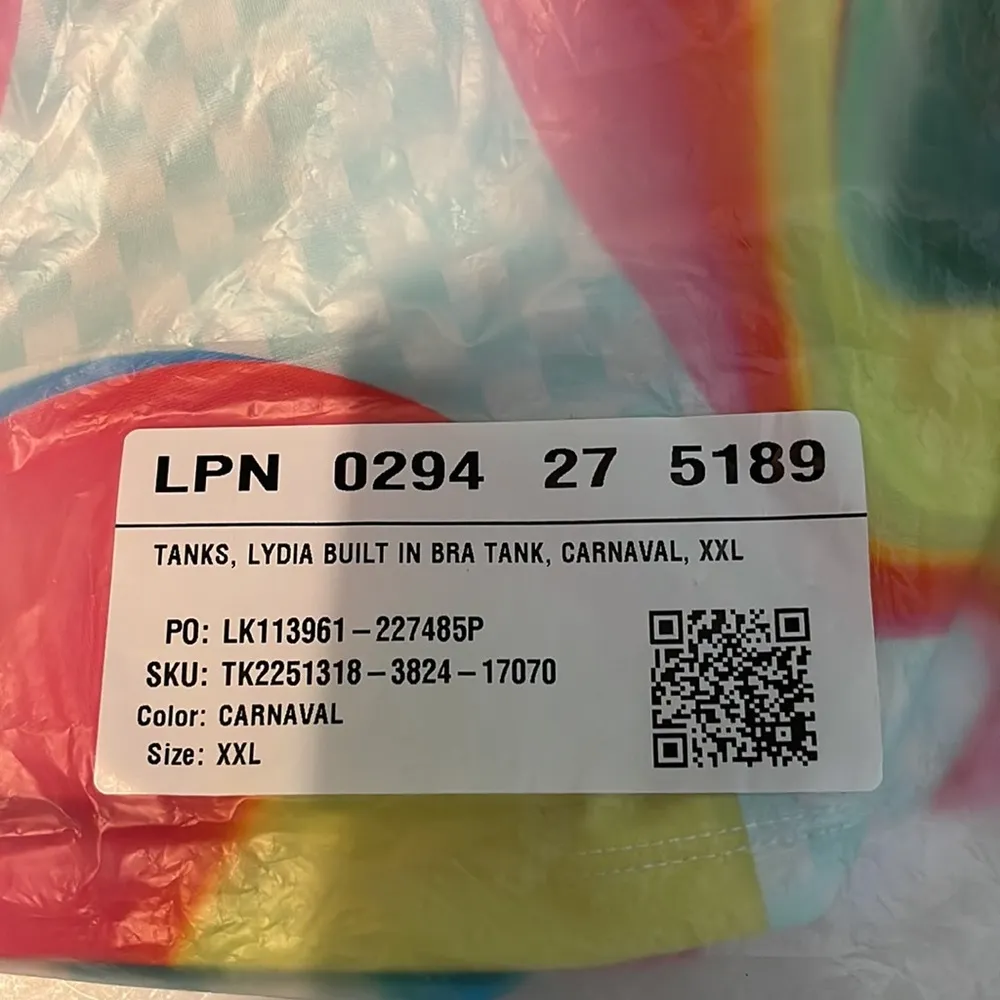 LPN 0294 27 5189
TANKS, LYDIA BUILT IN BRA TANK, CARNAVAL, XXL
PO: LK113961-227485P
SKU: TK2251318-3824-17070
Color: CARNAVAL
Size: XXL